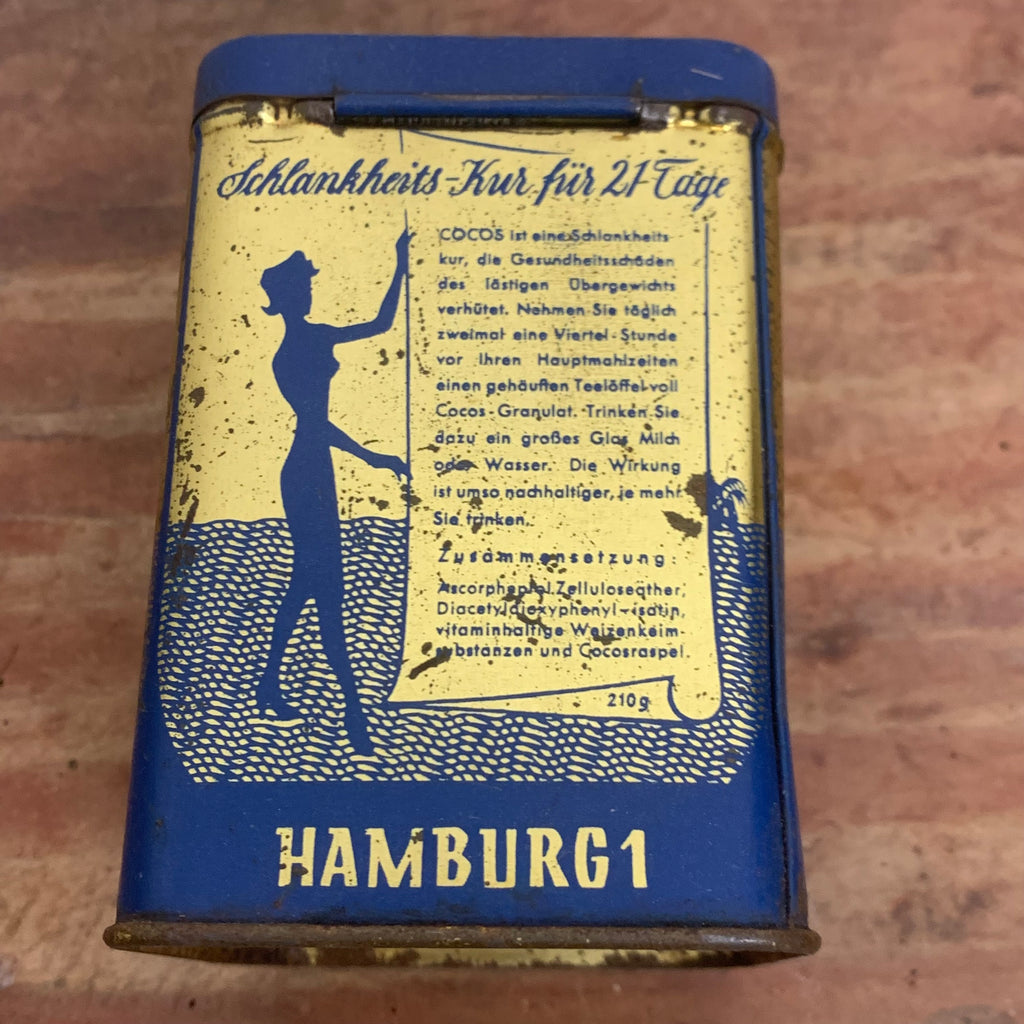 Schlankheits-Kur für 21 Tage
COCOS ist eine Schlankheits
kur, die Gesundheitsschäden
des lästigen Übergewichts
verhütet. Nehmen Sie täglich
zweimal eine Viertel-Stunde
vor Ihren Hauptmahlzeiten
einen gehäuften Teelöffel voll
Cocos-Granulat. Trinken Sie
dazu ein großes Glas Milch
oder Wasser. Die Wirkung
ist umso nachhaltiger, je mehr
Sie trinken.
Zusammensetzung:
Zelluloseäther,
Diacetyldioxyphenyl-isatin,
vitaminhaltige Weizenkeim-
substanzen und Cocosraspel.
210g
HAMBURG 1